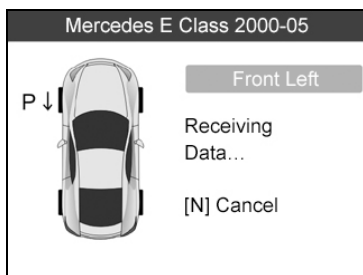 Mercedes E Class 2000-05
Front Left
P ↓
Receiving
Data...
[N] Cancel